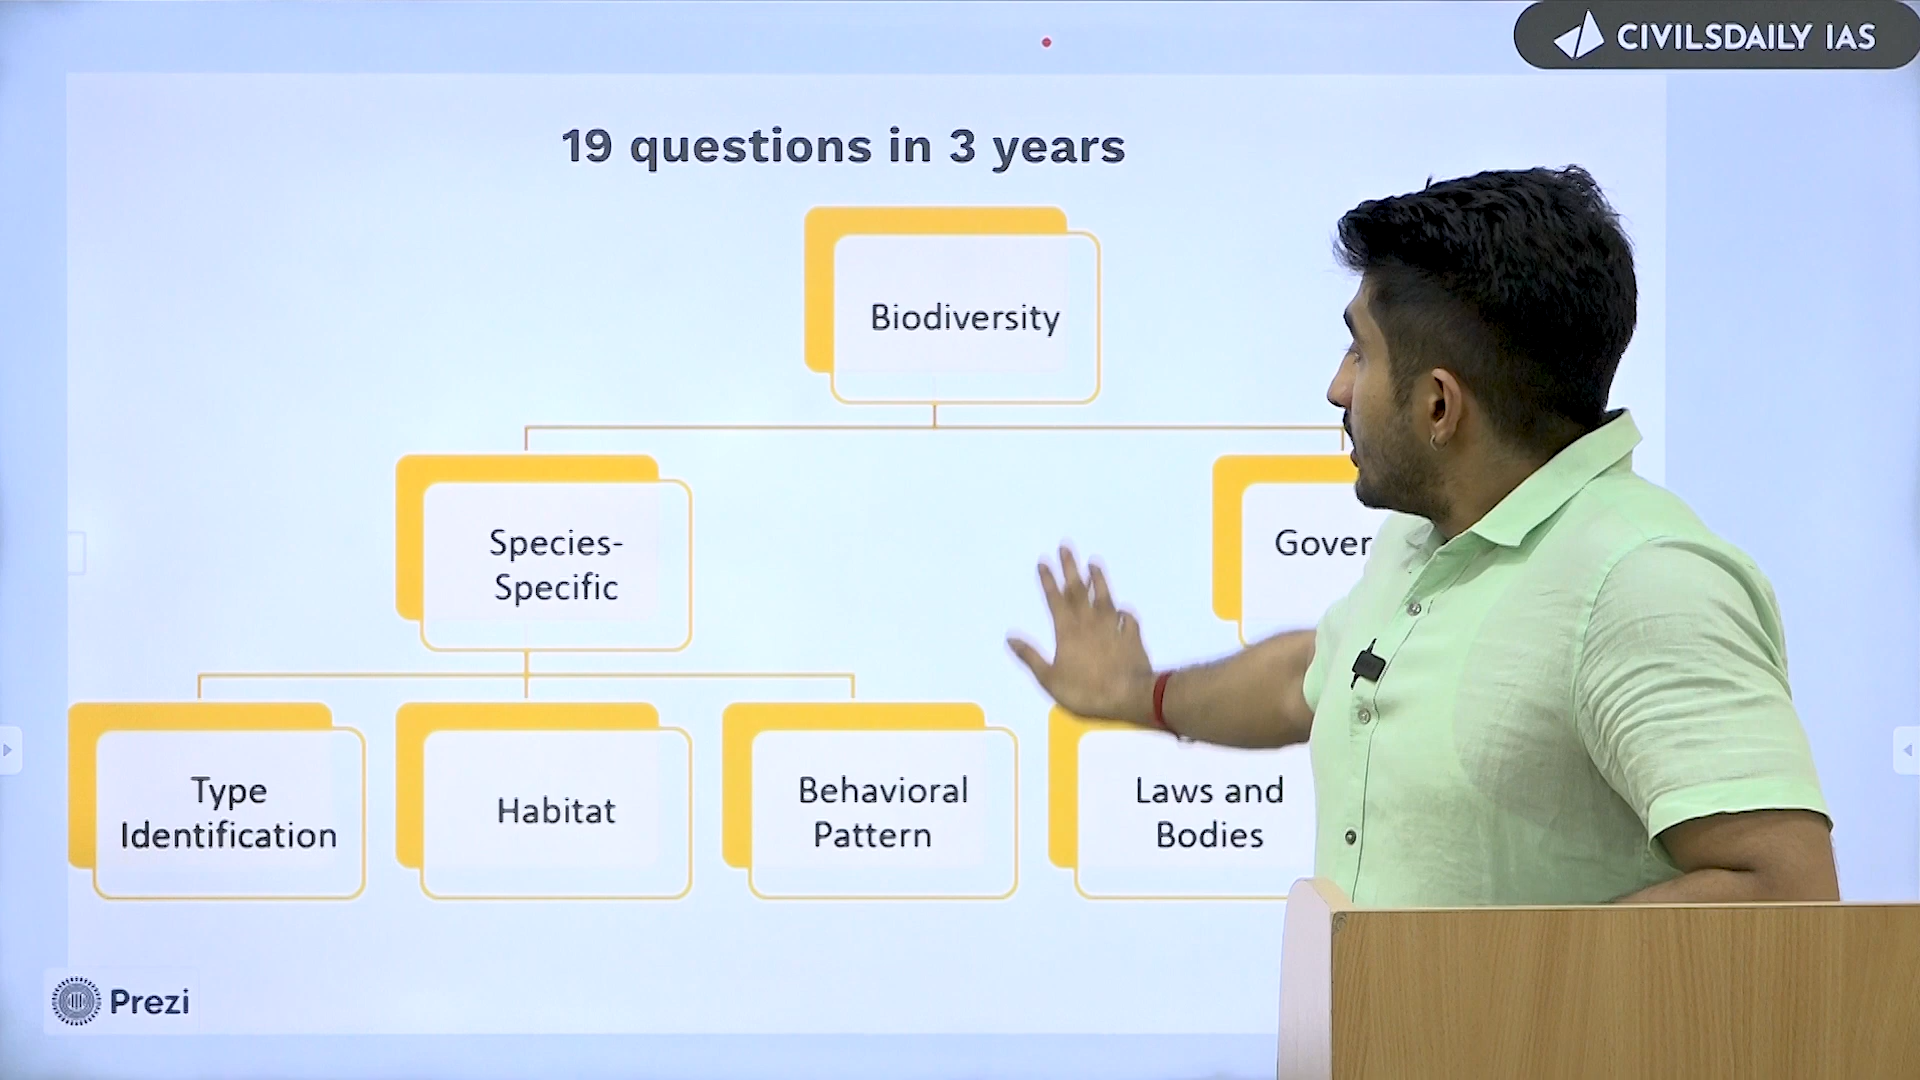 CIVILSDAILY IAS
19 questions in 3 years
Biodiversity
Species-
Specific
Type
Identification
Habitat
Behavioral
Pattern
Laws and
Bodies
Prezi